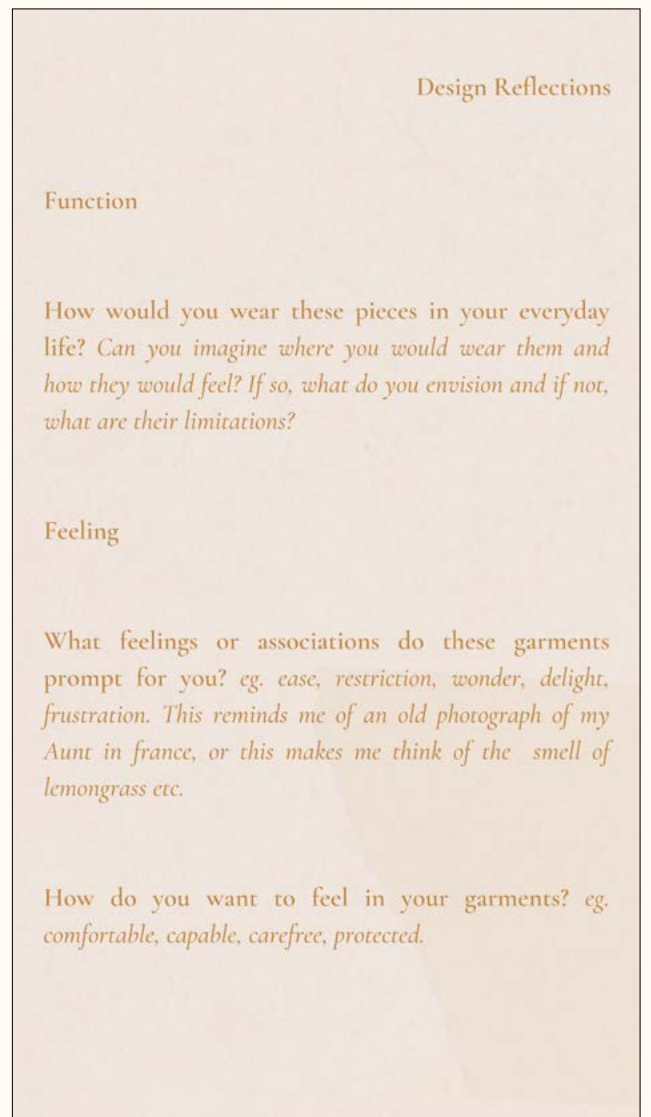 Design Reflections
Function
How would you wear these pieces in your everyday
life? Can you imagine where you would wear them and
how they would feel? If so, what do you envision and if not,
what are their limitations?
Feeling
What feelings or associations do these garments
prompt for you? eg. ease, restriction, wonder, delight,
frustration. This reminds me of an old photograph of my
Aunt in france, or this makes me think of the smell of
lemongrass etc.
How do you want to feel in your garments? eg.
comfortable, capable, carefree, protected.